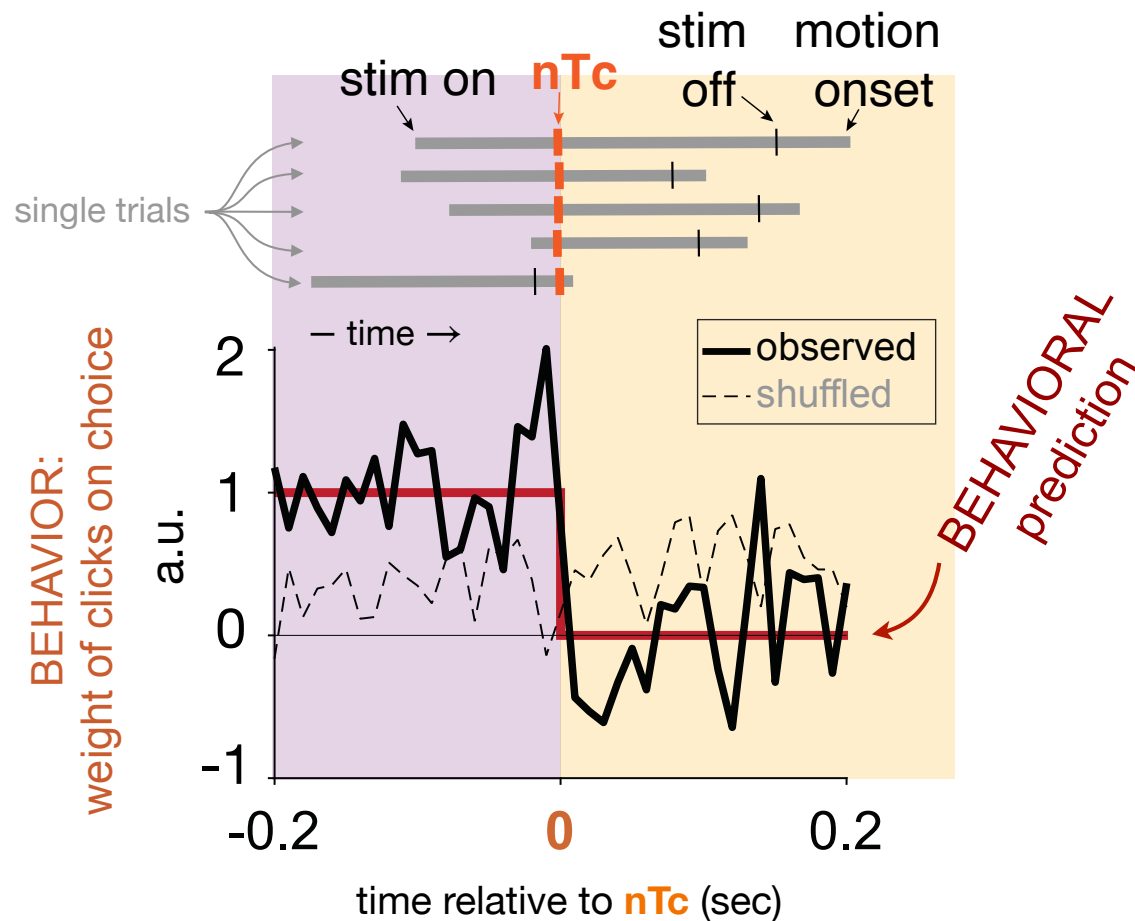 stim on
nTc
stim
off
motion
onset
single trials
– time →
observed
shuffled
BEHAVIORAL
prediction
BEHAVIOR:
weight of clicks on choice
a.u.
2
1
0
-1
-0.2
0
0.2
time relative to nTc (sec)